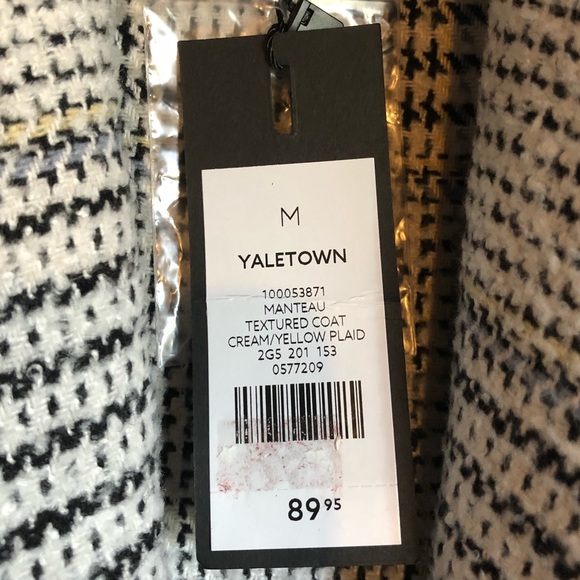 M
YALETOWN
100053871
MANTEAU
TEXTURED COAT
CREAM/YELLOW PLAID
2G5 201 153
0577209
89 95